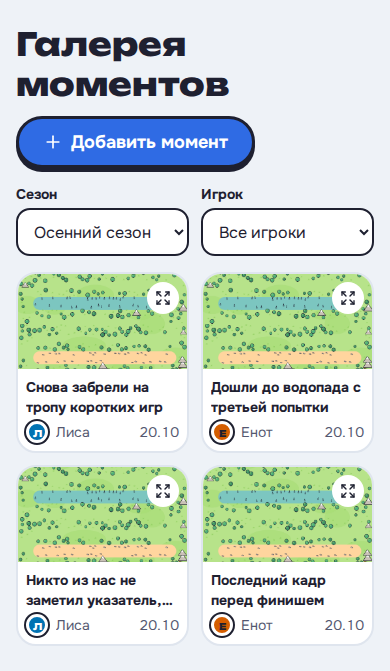 Галерея
моментов
+ Добавить момент
Сезон
Игрок
Осенний сезон
Все игроки
Снова забрели на
тропу коротких игр
Л Лиса 20.10
Дошли до водопада с
третьей попытки
Е Енот 20.10
Никто из нас не
заметил указатель,...
Л Лиса 20.10
Последний кадр
перед финишем
Е Енот 20.10